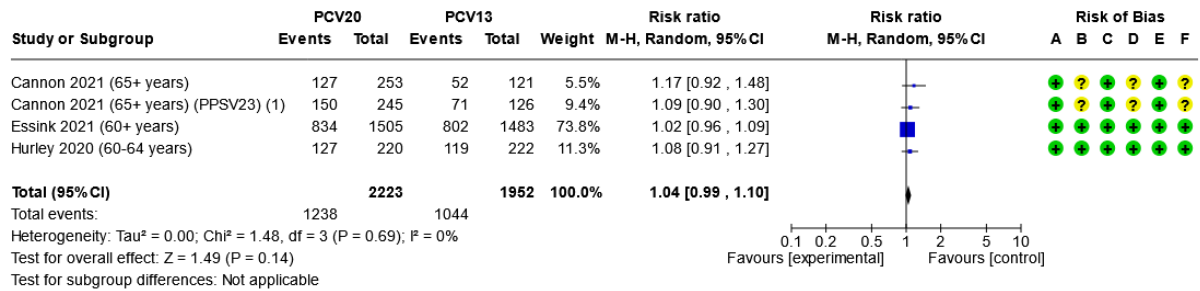 PCV20 PCV13 Risk ratio Risk ratio Risk of Bias
Study or Subgroup Events Total Events Total Weight M-H, Random, 95% CI M-H, Random, 95% CI A B C D E F
Cannon 2021 (65+ years) 127 253 52 121 5.5% 1.17 [0.92 , 1.48] + ? + ? + ?
Cannon 2021 (65+ years) (PPSV23) (1) 150 245 71 126 9.4% 1.09 [0.90 , 1.30] + ? + ? + ?
Essink 2021 (60+ years) 834 1505 802 1483 73.8% 1.02 [0.96 , 1.09] + + + + + +
Hurley 2020 (60-64 years) 127 220 119 222 11.3% 1.08 [0.91 , 1.27] + + + + + +
Total (95% CI) 2223 1952 100.0% 1.04 [0.99 , 1.10]
Total events: 1238 1044
Heterogeneity: Tau² = 0.00; Chi² = 1.48, df = 3 (P = 0.69); I² = 0% 0.1 0.2 0.5 1 2 5 10
Test for overall effect: Z = 1.49 (P = 0.14) Favours [experimental] Favours [control]
Test for subgroup differences: Not applicable